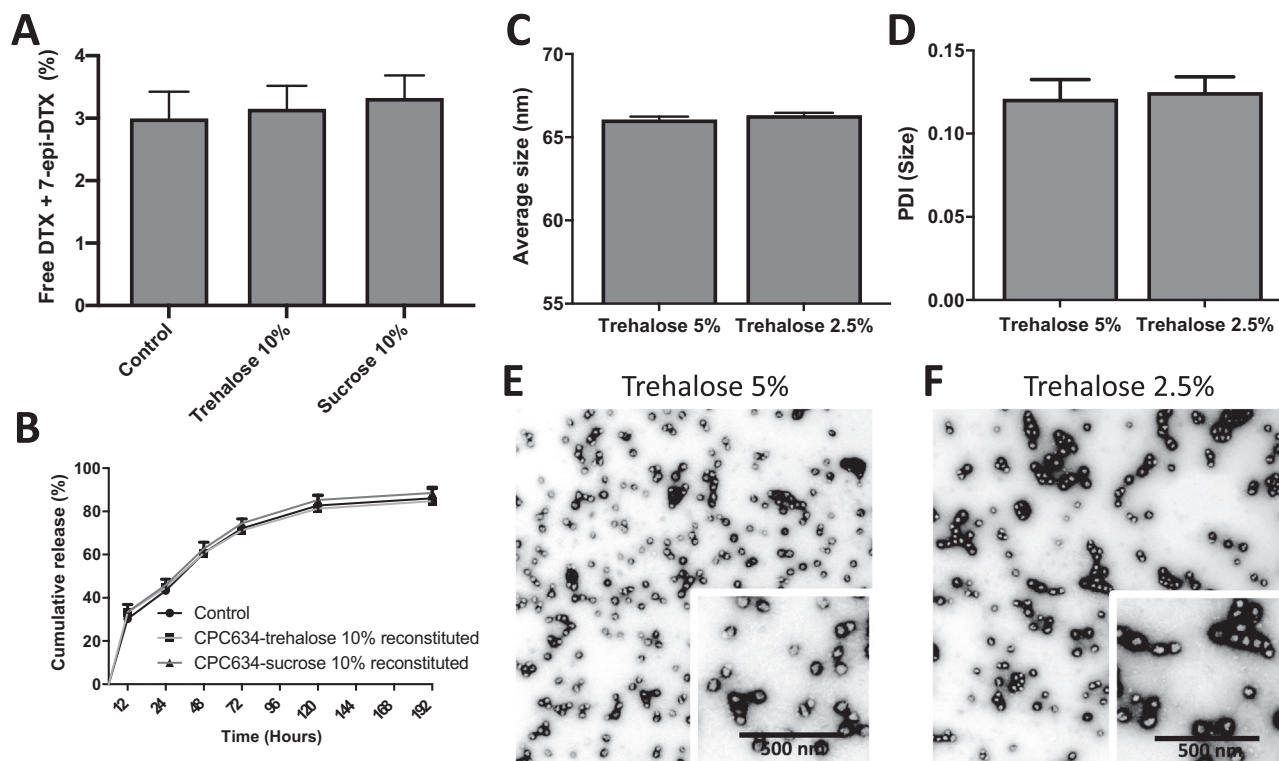 A
Free DTX + 7-epi-DTX (%)
4
3
2
1
0
Control
Trehalose 10%
Sucrose 10%
B
Cumulative release (%)
100
80
60
40
20
0
Control
CPC634-trehalose 10% reconstituted
CPC634-sucrose 10% reconstituted
12 24 48 72 96 120 144 168 192
Time (Hours)
C
Average size (nm)
70
65
60
55
Trehalose 5% Trehalose 2.5%
D
PDI (Size)
0.15
0.10
0.05
0.00
Trehalose 5% Trehalose 2.5%
E
Trehalose 5%
500 nm
F
Trehalose 2.5%
500 nm